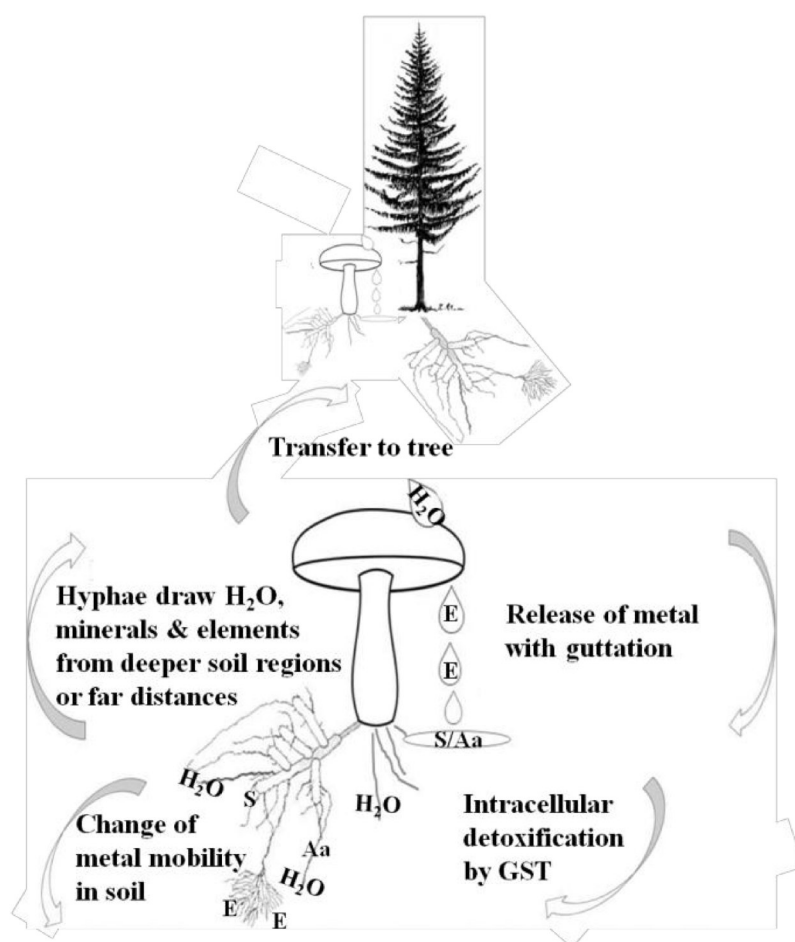 Transfer to tree
H₂O
Hyphae draw H₂O,
minerals & elements
from deeper soil regions
or far distances
E
E
Release of metal
with guttation
S/Aa
H₂O
S
H₂O
Change of
metal mobility
in soil
Aa
H₂O
E
E
Intracellular
detoxification
by GST